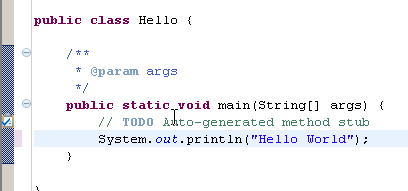 public class Hello {
/**
* @param args
*/
public static void main(String[] args) {
// TODO Auto-generated method stub
System.out.println("Hello World");
}
}